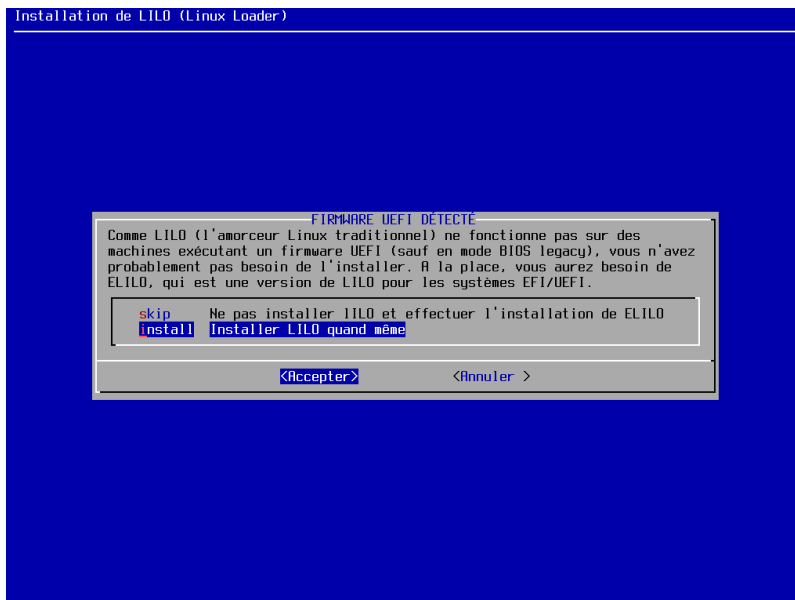 Installation de LILO (Linux Loader)
FIRMWARE UEFI DÉTECTÉ
Comme LILO (l'amorceur Linux traditionnel) ne fonctionne pas sur des
machines exécutant un firmware UEFI (sauf en mode BIOS legacy), vous n'avez
probablement pas besoin de l'installer. A la place, vous aurez besoin de
ELILO, qui est une version de LILO pour les systèmes EFI/UEFI.
skip Ne pas installer lILO et effectuer l'installation de ELILO
install Installer LILO quand même
<Accepter> <Annuler >